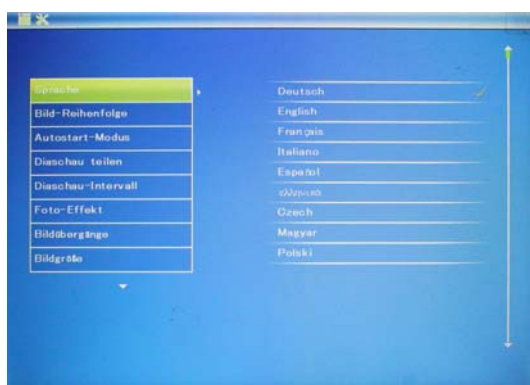 Sprache
Bild-Reihenfolge
Autostart-Modus
Diaschau teilen
Diaschau-Intervall
Foto-Effekt
Bildübergänge
Bildgröße
Deutsch
English
Français
Italiano
Español
ελληνικά
Czech
Magyar
Polski